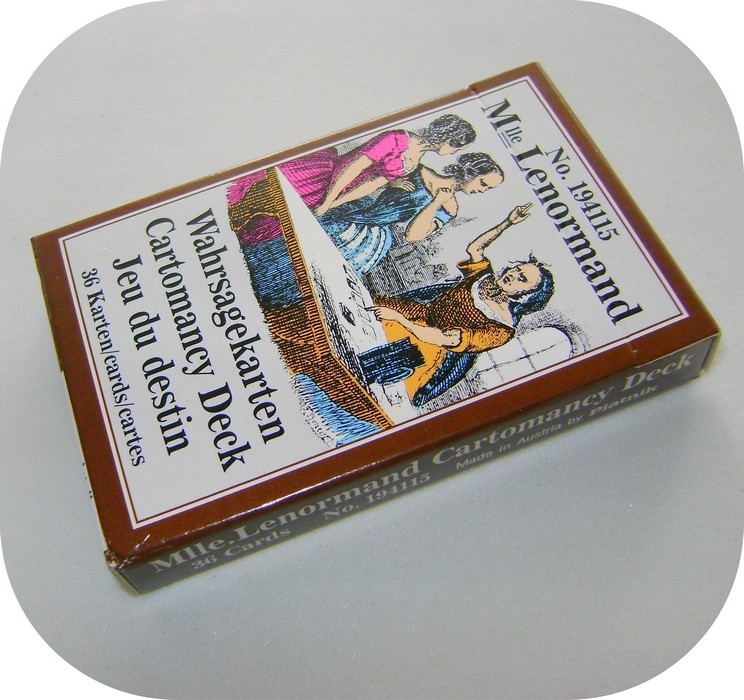 No. 194115
Mlle Lenormand
Wahrsagekarten
Cartomancy Deck
Jeu du destin
36 Karten/cards/cartes
Mlle. Lenormand Cartomancy Deck
36 Cards No. 194115 Made in Austria by Piatnik